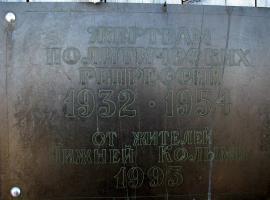 ЖЕРТВАМ
ПОЛИТИЧЕСКИХ
РЕПРЕССИЙ
1932 · 1954
ОТ ЖИТЕЛЕЙ
НИЖНЕЙ КОЛЫМЫ
1993